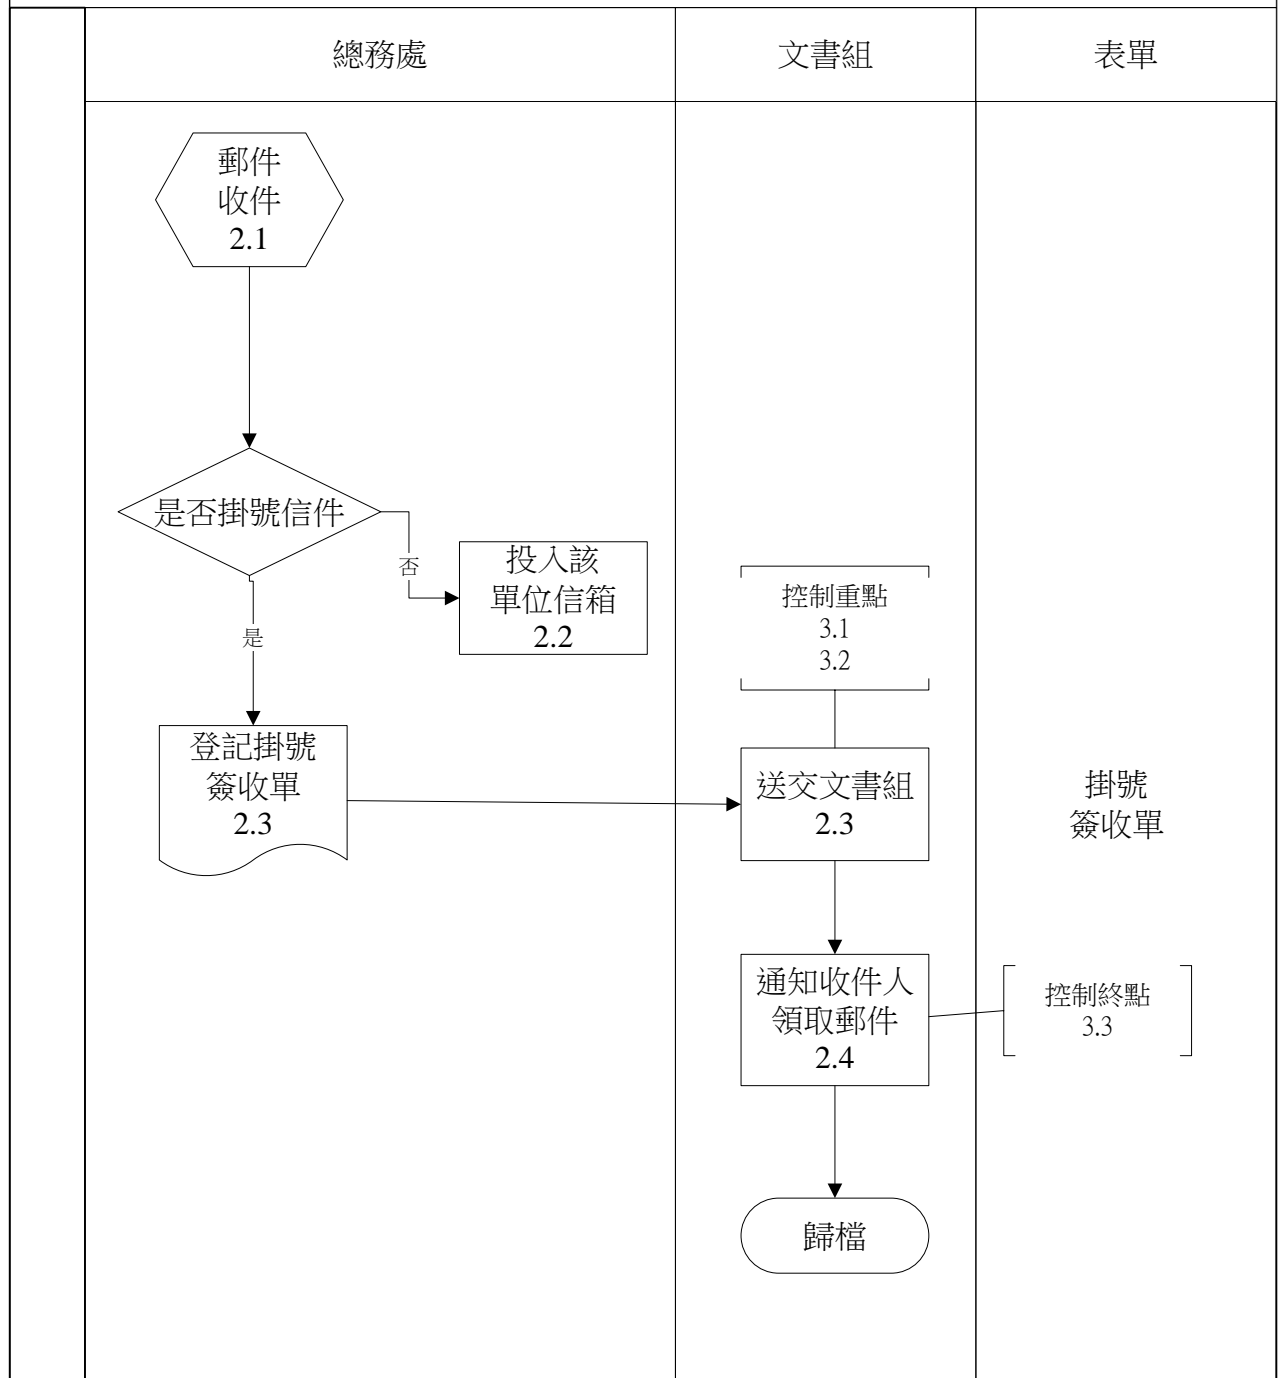 總務處
文書組
表單
郵件
收件
2.1
是否掛號信件
否
是
投入該
單位信箱
2.2
控制重點
3.1
3.2
登記掛號
簽收單
2.3
送交文書組
2.3
掛號
簽收單
通知收件人
領取郵件
2.4
控制終點
3.3
歸檔